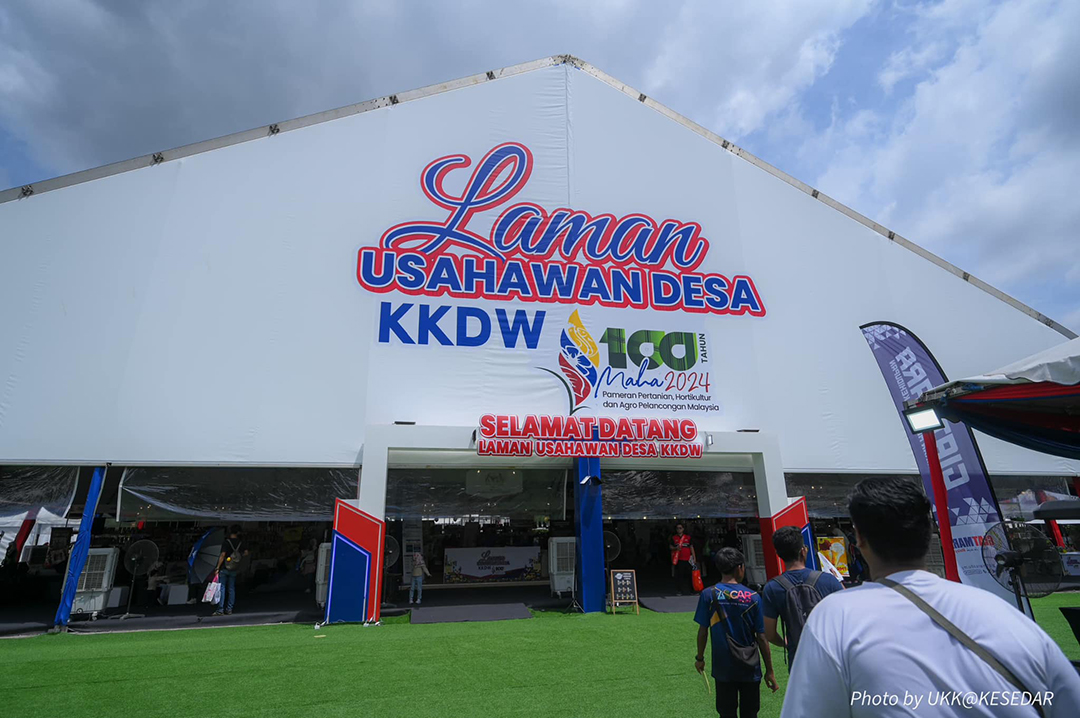 Laman
USAHAWAN DESA
KKDW
100
TAHUN
Maha 2024
Pameran Pertanian, Hortikultur
dan Agro Pelancongan Malaysia
SELAMAT DATANG
LAMAN USAHAWAN DESA KKDW
Laman
Photo by UKK@KESEDAR